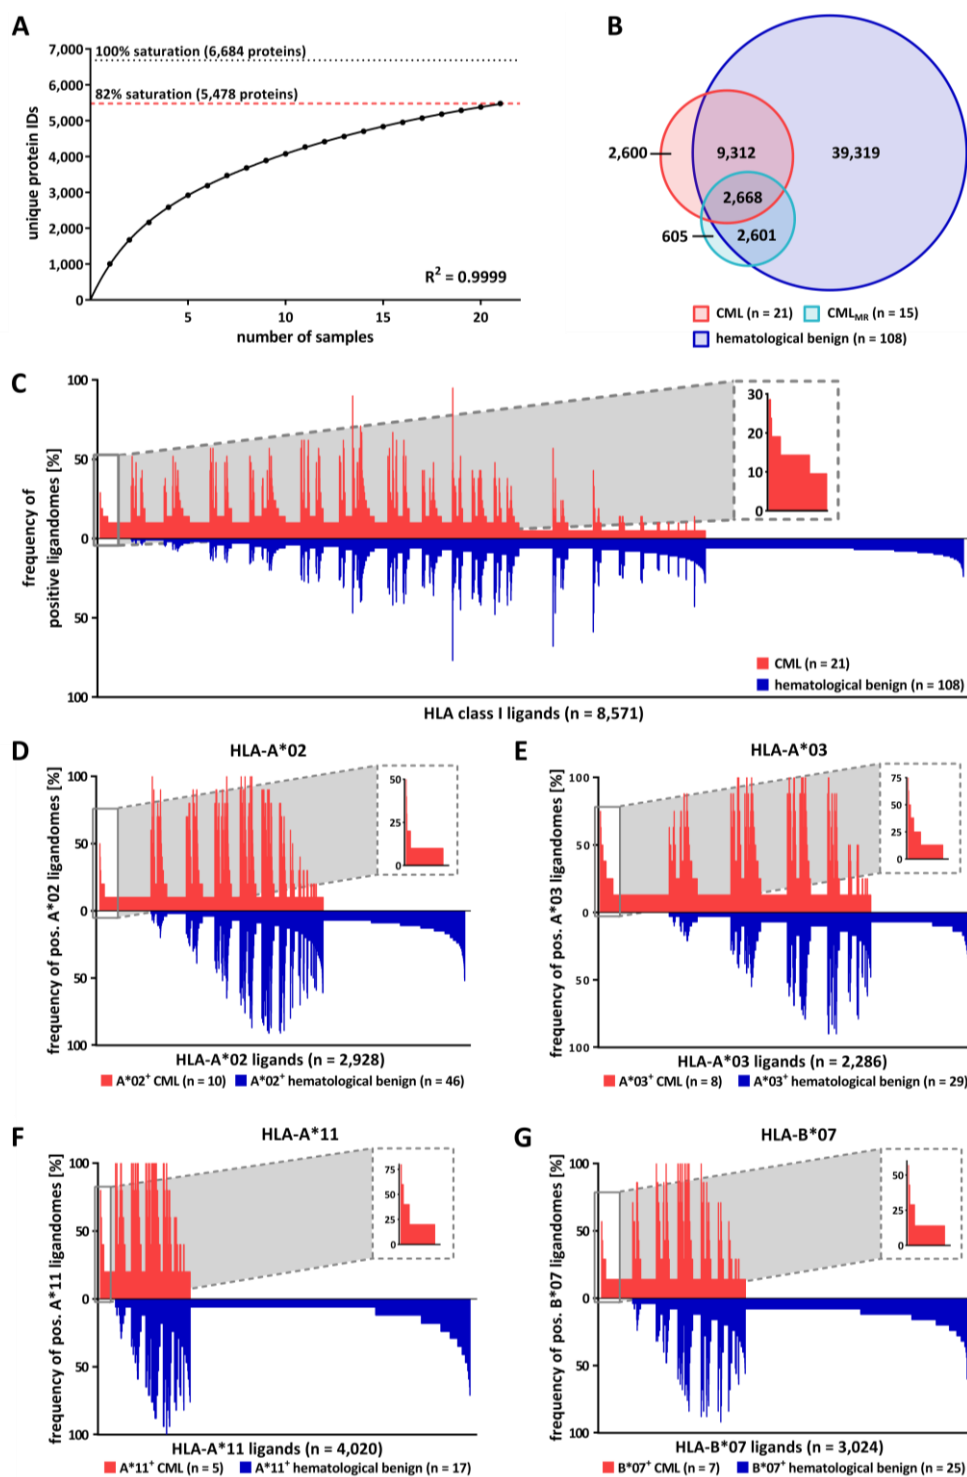 A
7,000
100% saturation (6,684 proteins)
6,000
82% saturation (5,478 proteins)
5,000
4,000
3,000
2,000
1,000
0
unique protein IDs
R² = 0.9999
5 10 15 20
number of samples
B
2,600
9,312
39,319
2,668
605
2,601
CML (n = 21) CML_MR (n = 15)
hematological benign (n = 108)
C
100
50
0
50
100
frequency of
positive ligandomes [%]
30
20
10
0
CML (n = 21)
hematological benign (n = 108)
HLA class I ligands (n = 8,571)
D
HLA-A*02
100
50
0
50
100
frequency of pos. A*02 ligandomes [%]
50
25
0
HLA-A*02 ligands (n = 2,928)
A*02⁺ CML (n = 10) A*02⁺ hematological benign (n = 46)
E
HLA-A*03
100
50
0
50
100
frequency of pos. A*03 ligandomes [%]
75
50
25
0
HLA-A*03 ligands (n = 2,286)
A*03⁺ CML (n = 8) A*03⁺ hematological benign (n = 29)
F
HLA-A*11
100
50
0
50
100
frequency of pos. A*11 ligandomes [%]
75
50
25
0
HLA-A*11 ligands (n = 4,020)
A*11⁺ CML (n = 5) A*11⁺ hematological benign (n = 17)
G
HLA-B*07
100
50
0
50
100
frequency of pos. B*07 ligandomes [%]
50
25
0
HLA-B*07 ligands (n = 3,024)
B*07⁺ CML (n = 7) B*07⁺ hematological benign (n = 25)